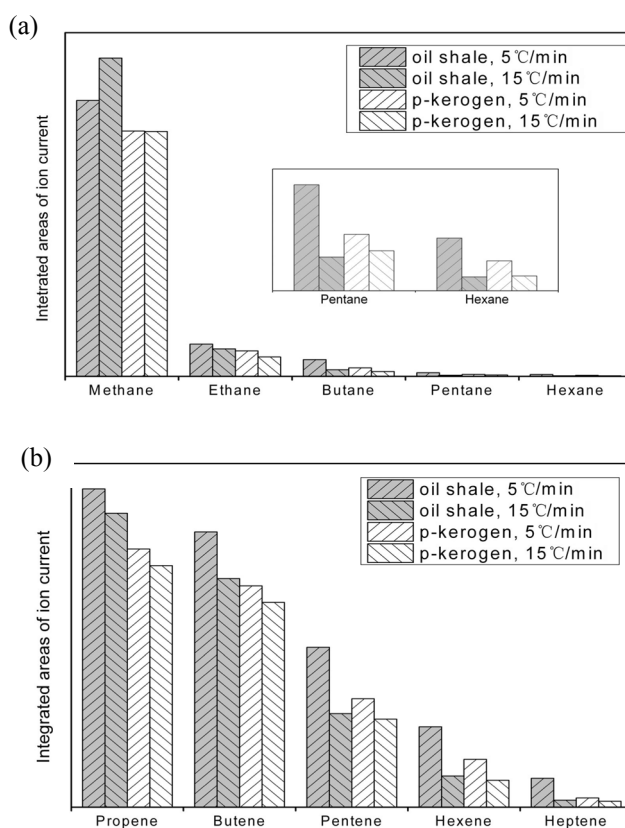 (a)
oil shale, 5℃/min
oil shale, 15℃/min
p-kerogen, 5℃/min
p-kerogen, 15℃/min
Intetrated areas of ion current
Pentane Hexane
Methane Ethane Butane Pentane Hexane
(b)
oil shale, 5℃/min
oil shale, 15℃/min
p-kerogen, 5℃/min
p-kerogen, 15℃/min
Integrated areas of ion current
Propene Butene Pentene Hexene Heptene